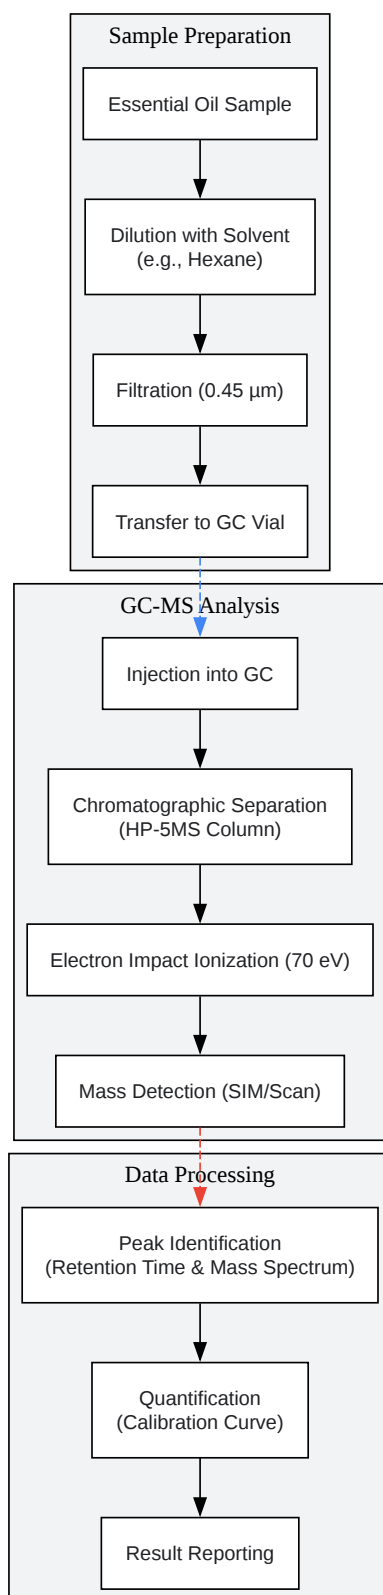 Sample Preparation
Essential Oil Sample
Dilution with Solvent
(e.g., Hexane)
Filtration (0.45 µm)
Transfer to GC Vial
GC-MS Analysis
Injection into GC
Chromatographic Separation
(HP-5MS Column)
Electron Impact Ionization (70 eV)
Mass Detection (SIM/Scan)
Data Processing
Peak Identification
(Retention Time & Mass Spectrum)
Quantification
(Calibration Curve)
Result Reporting